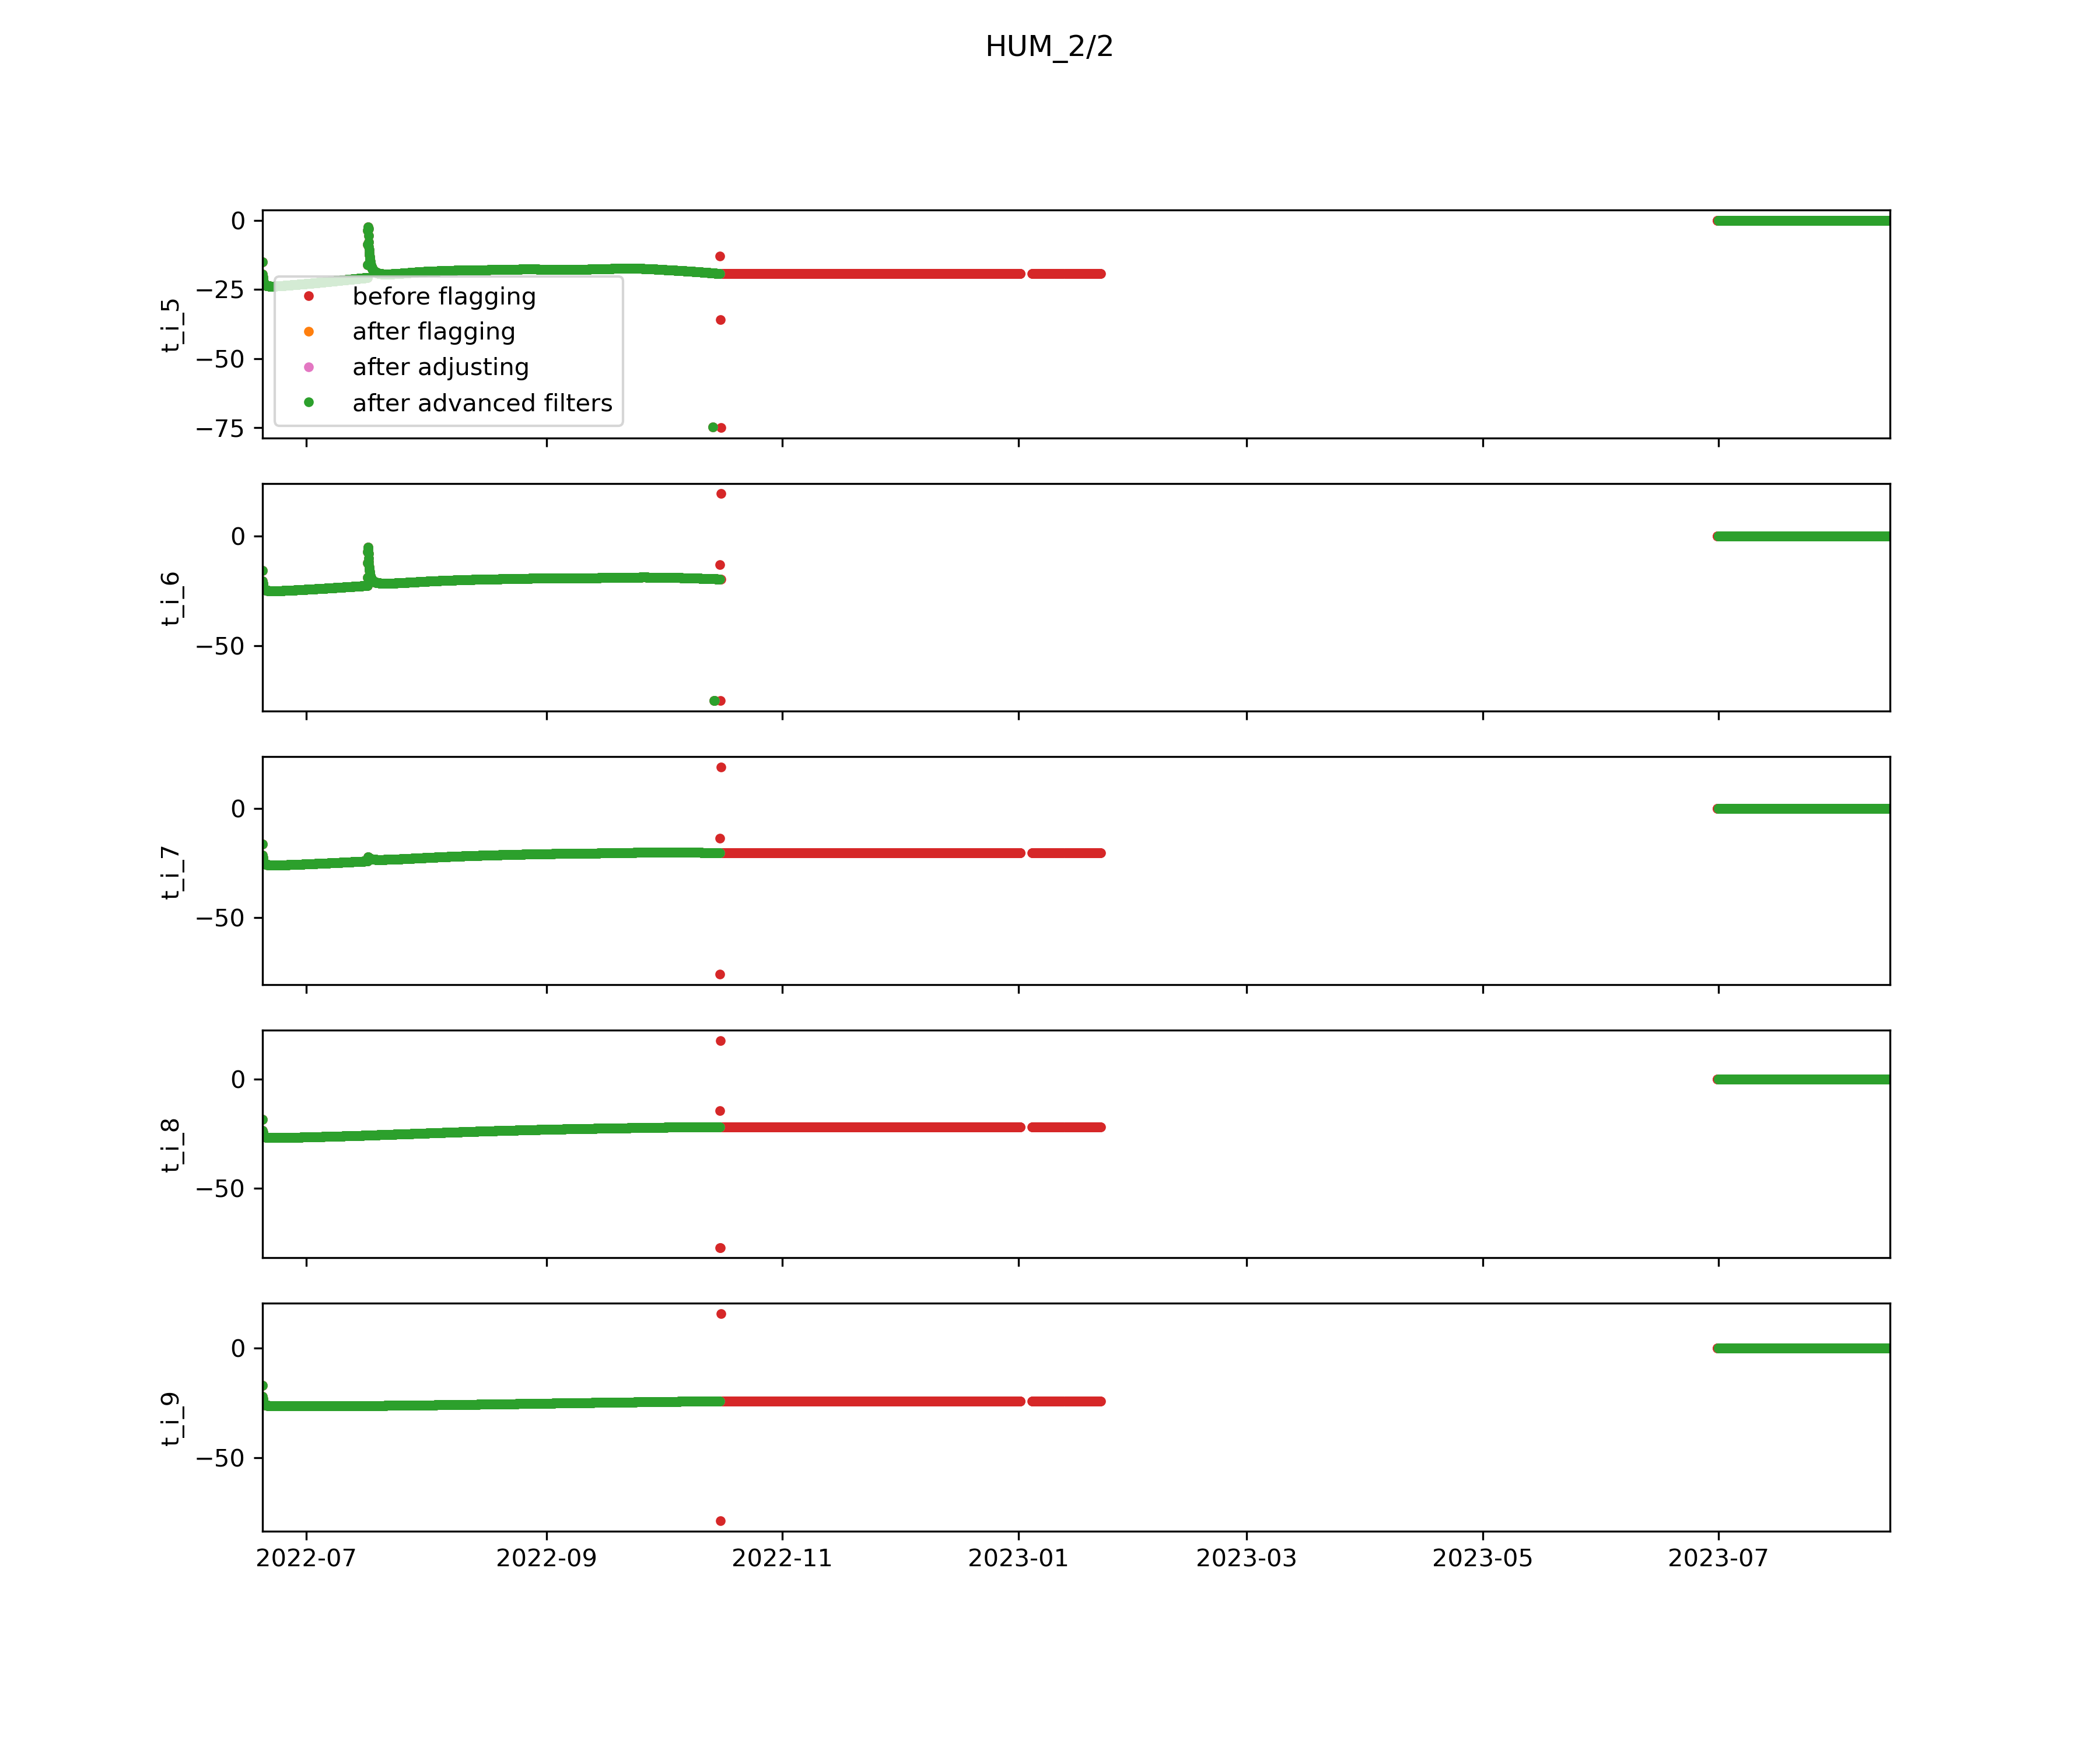 HUM_2/2
0
−25
−50
−75
t_i_5
before flagging
after flagging
after adjusting
after advanced filters
0
−50
t_i_6
0
−50
t_i_7
0
−50
t_i_8
0
−50
t_i_9
2022-07 2022-09 2022-11 2023-01 2023-03 2023-05 2023-07